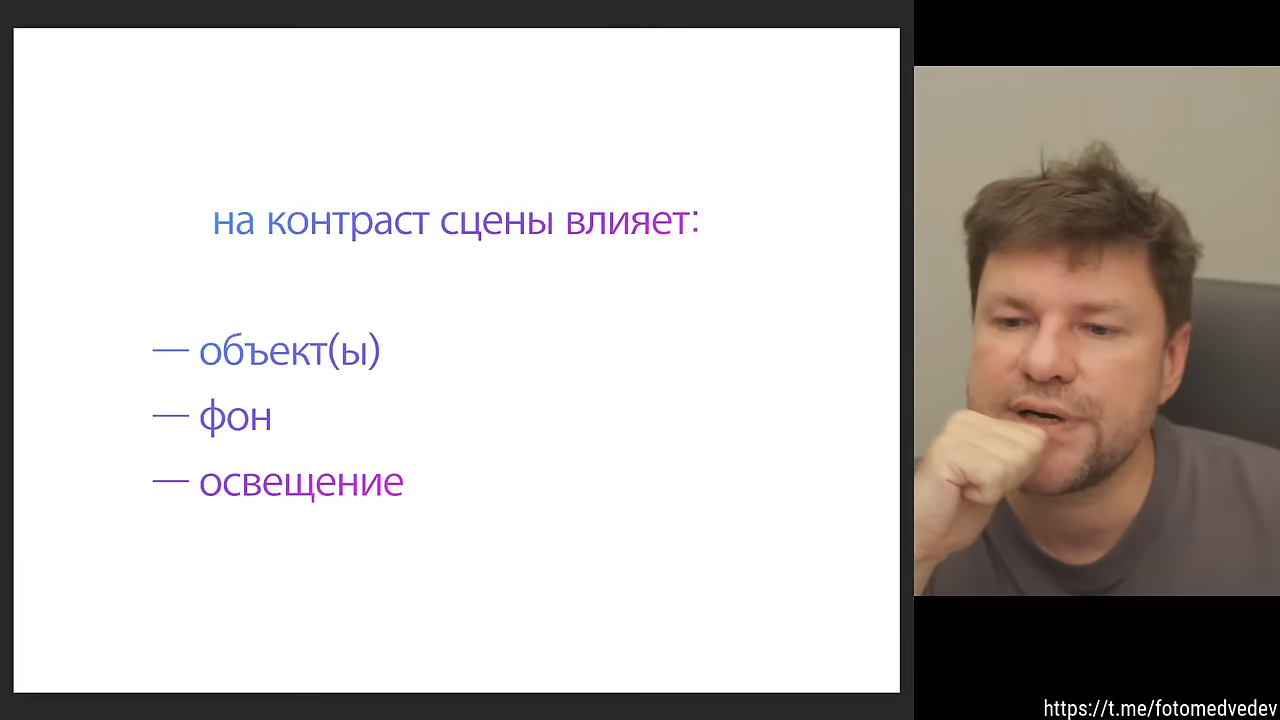 на контраст сцены влияет:
— объект(ы)
— фон
— освещение
https://t.me/fotomedvedev